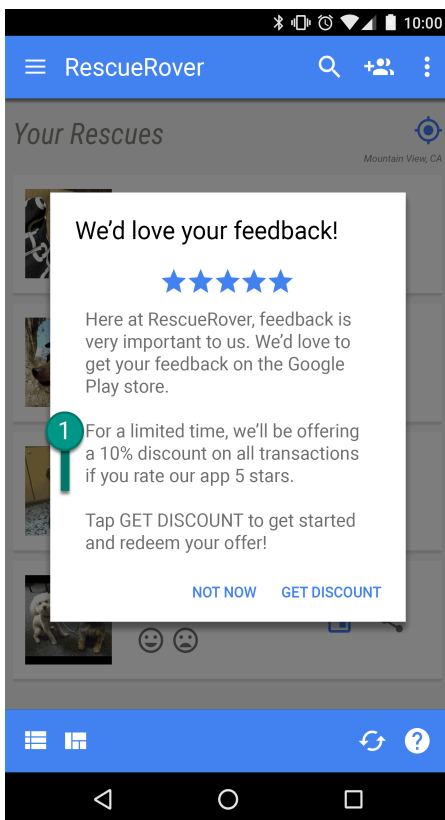 10:00
RescueRover
Your Rescues
Mountain View, CA
We'd love your feedback!
Here at RescueRover, feedback is
very important to us. We'd love to
get your feedback on the Google
Play store.
1
For a limited time, we'll be offering
a 10% discount on all transactions
if you rate our app 5 stars.
Tap GET DISCOUNT to get started
and redeem your offer!
NOT NOW GET DISCOUNT